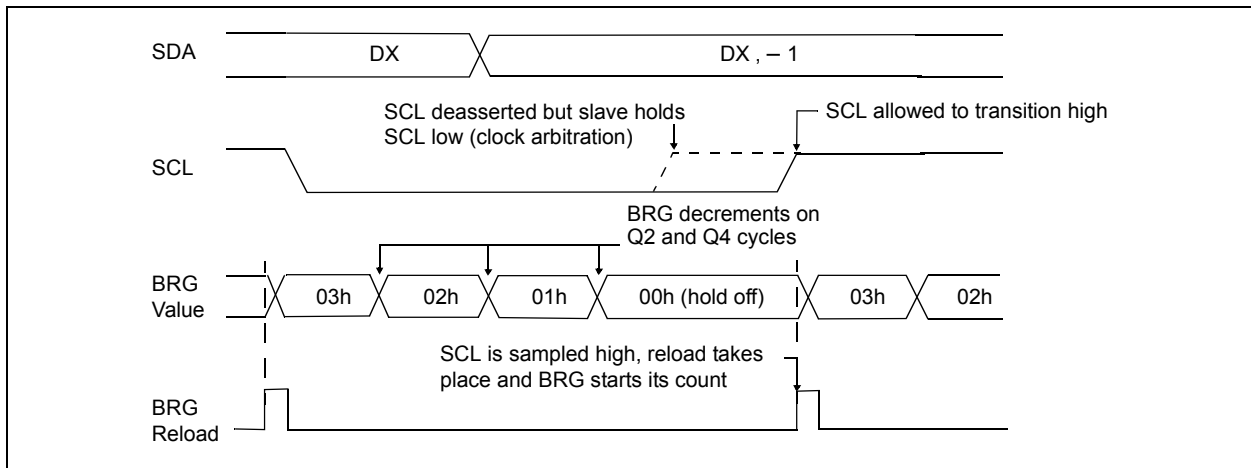 SDA
DX
DX , – 1
SCL deasserted but slave holds
SCL low (clock arbitration)
SCL allowed to transition high
SCL
BRG decrements on
Q2 and Q4 cycles
BRG
Value
03h
02h
01h
00h (hold off)
03h
02h
SCL is sampled high, reload takes
place and BRG starts its count
BRG
Reload